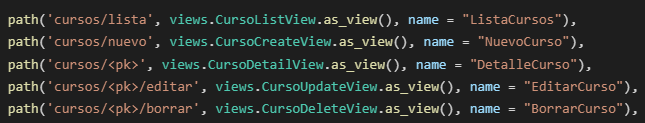 path('cursos/lista', views.CursoListView.as_view(), name = "ListaCursos"),
path('cursos/nuevo', views.CursoCreateView.as_view(), name = "NuevoCurso"),
path('cursos/<pk>', views.CursoDetailView.as_view(), name = "DetalleCurso"),
path('cursos/<pk>/editar', views.CursoUpdateView.as_view(), name = "EditarCurso"),
path('cursos/<pk>/borrar', views.CursoDeleteView.as_view(), name = "BorrarCurso"),